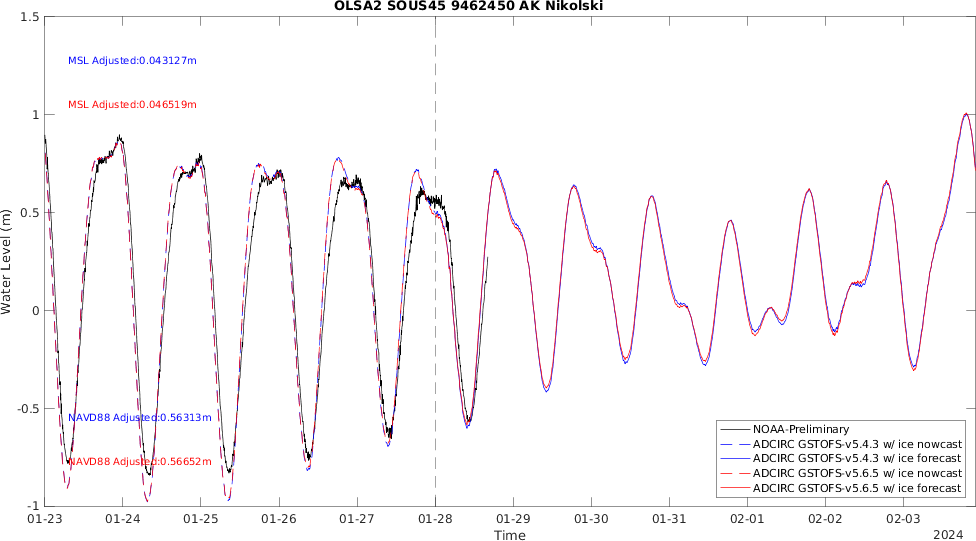 OLSA2 SOUS45 9462450 AK Nikolski
1.5
MSL Adjusted:0.043127m
MSL Adjusted:0.046519m
1
0.5
Water Level (m)
0
-0.5
NAVD88 Adjusted:0.56313m
NAVD88 Adjusted:0.56652m
-1
NOAA-Preliminary
ADCIRC GSTOFS-v5.4.3 w/ ice nowcast
ADCIRC GSTOFS-v5.4.3 w/ ice forecast
ADCIRC GSTOFS-v5.6.5 w/ ice nowcast
ADCIRC GSTOFS-v5.6.5 w/ ice forecast
01-23 01-24 01-25 01-26 01-27 01-28 01-29 01-30 01-31 02-01 02-02 02-03
Time
2024